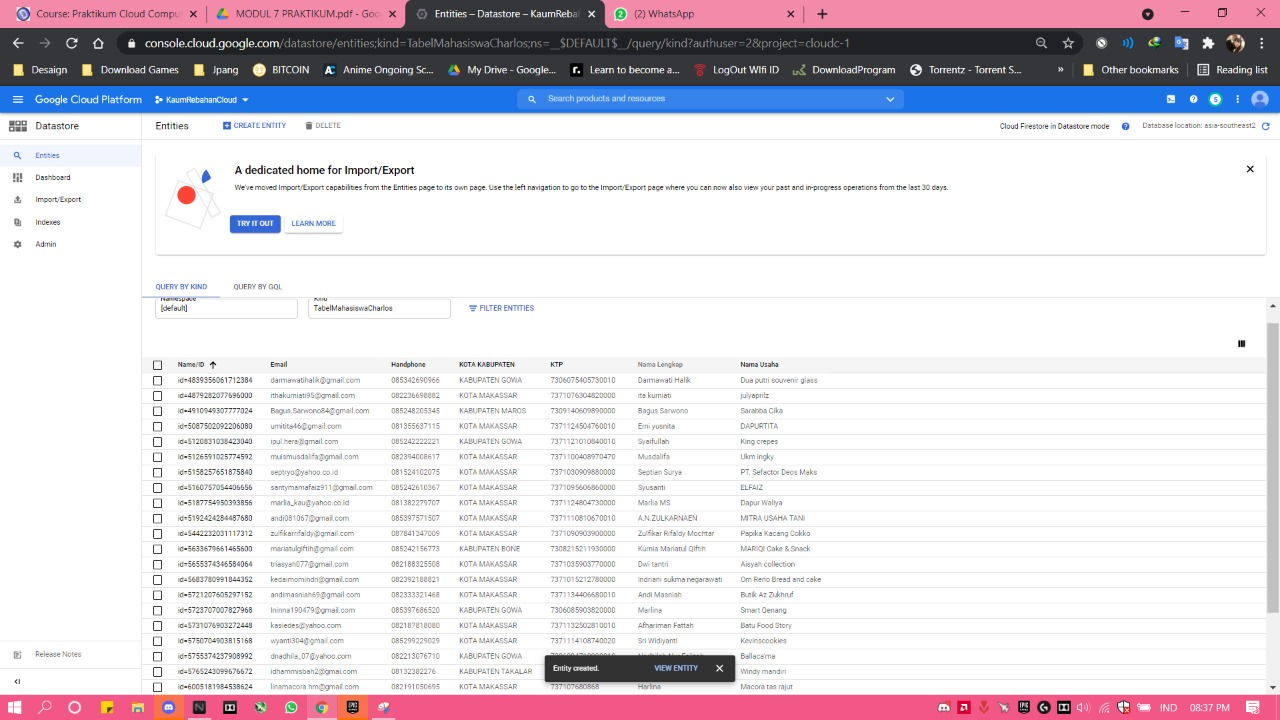 Course: Praktikum Cloud Compu
MODUL 7 PRAKTIKUM.pdf - Goo
Entities – Datastore – KaumRebah
(2) WhatsApp
console.cloud.google.com/datastore/entities;kind=TabelMahasiswaCharlos;ns=__$DEFAULT$__/query/kind?authuser=2&project=cloudc-1
Desaign
Download Games
Jpang
BITCOIN
Anime Ongoing Sc...
My Drive - Google...
Learn to become a...
LogOut WIfi ID
DownloadProgram
Torrentz - Torrent S...
»
Other bookmarks
Reading list
Google Cloud Platform
KaumRebahanCloud
Search products and resources
5
Datastore
Entities
CREATE ENTITY
DELETE
Cloud Firestore in Datastore mode
Database location: asia-southeast2
Entities
Dashboard
Import/Export
Indexes
Admin
A dedicated home for Import/Export
We've moved Import/Export capabilities from the Entities page to its own page. Use the left navigation to go to the Import/Export page where you can now also view your past and in-progress operations from the last 30 days.
TRY IT OUT
LEARN MORE
QUERY BY KIND
QUERY BY GQL
Namespace
[default]
Kind
TabelMahasiswaCharlos
FILTER ENTITIES
Name/ID Email Handphone KOTA KABUPATEN KTP Nama Lengkap Nama Usaha
id=4839356061712384 darmawatihalik@gmail.com 085342690966 KABUPATEN GOWA 7306075405730010 Darmawati Halik Dua putri souvenir glass
id=4879282077696000 ithakurniati95@gmail.com 082236698882 KOTA MAKASSAR 7371076304820000 ita kurniati julyaprilz
id=4910949307777024 Bagus.Sarwono84@gmail.com 085248205345 KABUPATEN MAROS 7309140609890000 Bagus Sarwono Sarabba Cika
id=5087502092206080 umitita46@gmail.com 081355637115 KOTA MAKASSAR 7371124504760010 Erni yusnita DAPURTITA
id=5120831038423040 ipul.hera@gmail.com 085242222221 KABUPATEN GOWA 7371121010840010 Syaifullah King crepes
id=5126591025774592 muismusdalifa@gmail.com 082394008617 KOTA MAKASSAR 7371100408970470 Musdalifa Ukm ingky
id=5158257651875840 septryo@yahoo.co.id 081524102075 KOTA MAKASSAR 7371030909880000 Septian Surya PT. Sefactor Deos Maks
id=5160757054406656 santymamafaiz911@gmail.com 085242610367 KOTA MAKASSAR 7371095606860000 Syusanti ELFAIZ
id=5187754950393856 marlia_kau@yahoo.co.id 081382279707 KOTA MAKASSAR 7371124804730000 Marlia MS Dapur Waliya
id=5192424284487680 andi081067@gmail.com 085397571507 KOTA MAKASSAR 7371110810670010 A.N.ZULKARNAEN MITRA USAHA TANI
id=5442232031117312 zulfikarrifaldy@gmail.com 087841347009 KOTA MAKASSAR 7371090903900000 Zulfikar Rifaldy Mochtar Papika Kacang Cokko
id=5633679661465600 mariatulgiftih@gmail.com 085242156773 KABUPATEN BONE 7308215211930000 Kurnia Mariatul Qiftih MARIQI Cake & Snack
id=5655374346584064 triasyah077@gmail.com 082188325508 KOTA MAKASSAR 7371035903770000 Dwi tantri Aisyah collection
id=5683780991844352 kedaimomindri@gmail.com 082392188821 KOTA MAKASSAR 7371015212780000 Indriani sukma negarawati Om Reno Bread and cake
id=5721207605297152 andimasniah69@gmail.com 082333321468 KOTA MAKASSAR 7371134406680010 Andi Masniah Butik Az Zukhruf
id=5723707007827968 lninna190479@gmail.com 085397686520 KABUPATEN GOWA 7306085903820000 Marlina Smart Qenang
id=5731076903272448 kasiedes@yahoo.com 082187818080 KOTA MAKASSAR 7371132502810010 Afhariman Fattah Batu Food Story
id=5750704903815168 wyanti304@gmail.com 085299229029 KOTA MAKASSAR 7371114108740020 Sri Widiyanti Kevinscookies
id=5755374237908992 dnadhila_07@yahoo.com 082213076710 KABUPATEN GOWA Ballaca'ma
id=5765243099676672 idhammisbah2@gmai.com 08132382276 KABUPATEN TAKALAR Windy mandiri
id=6005181984538624 linamacora.hm@gmail.com 082191050695 KOTA MAKASSAR 737107680868 Harlina Macora tas rajut
Entity created.
VIEW ENTITY
Release Notes
IND
08:37 PM